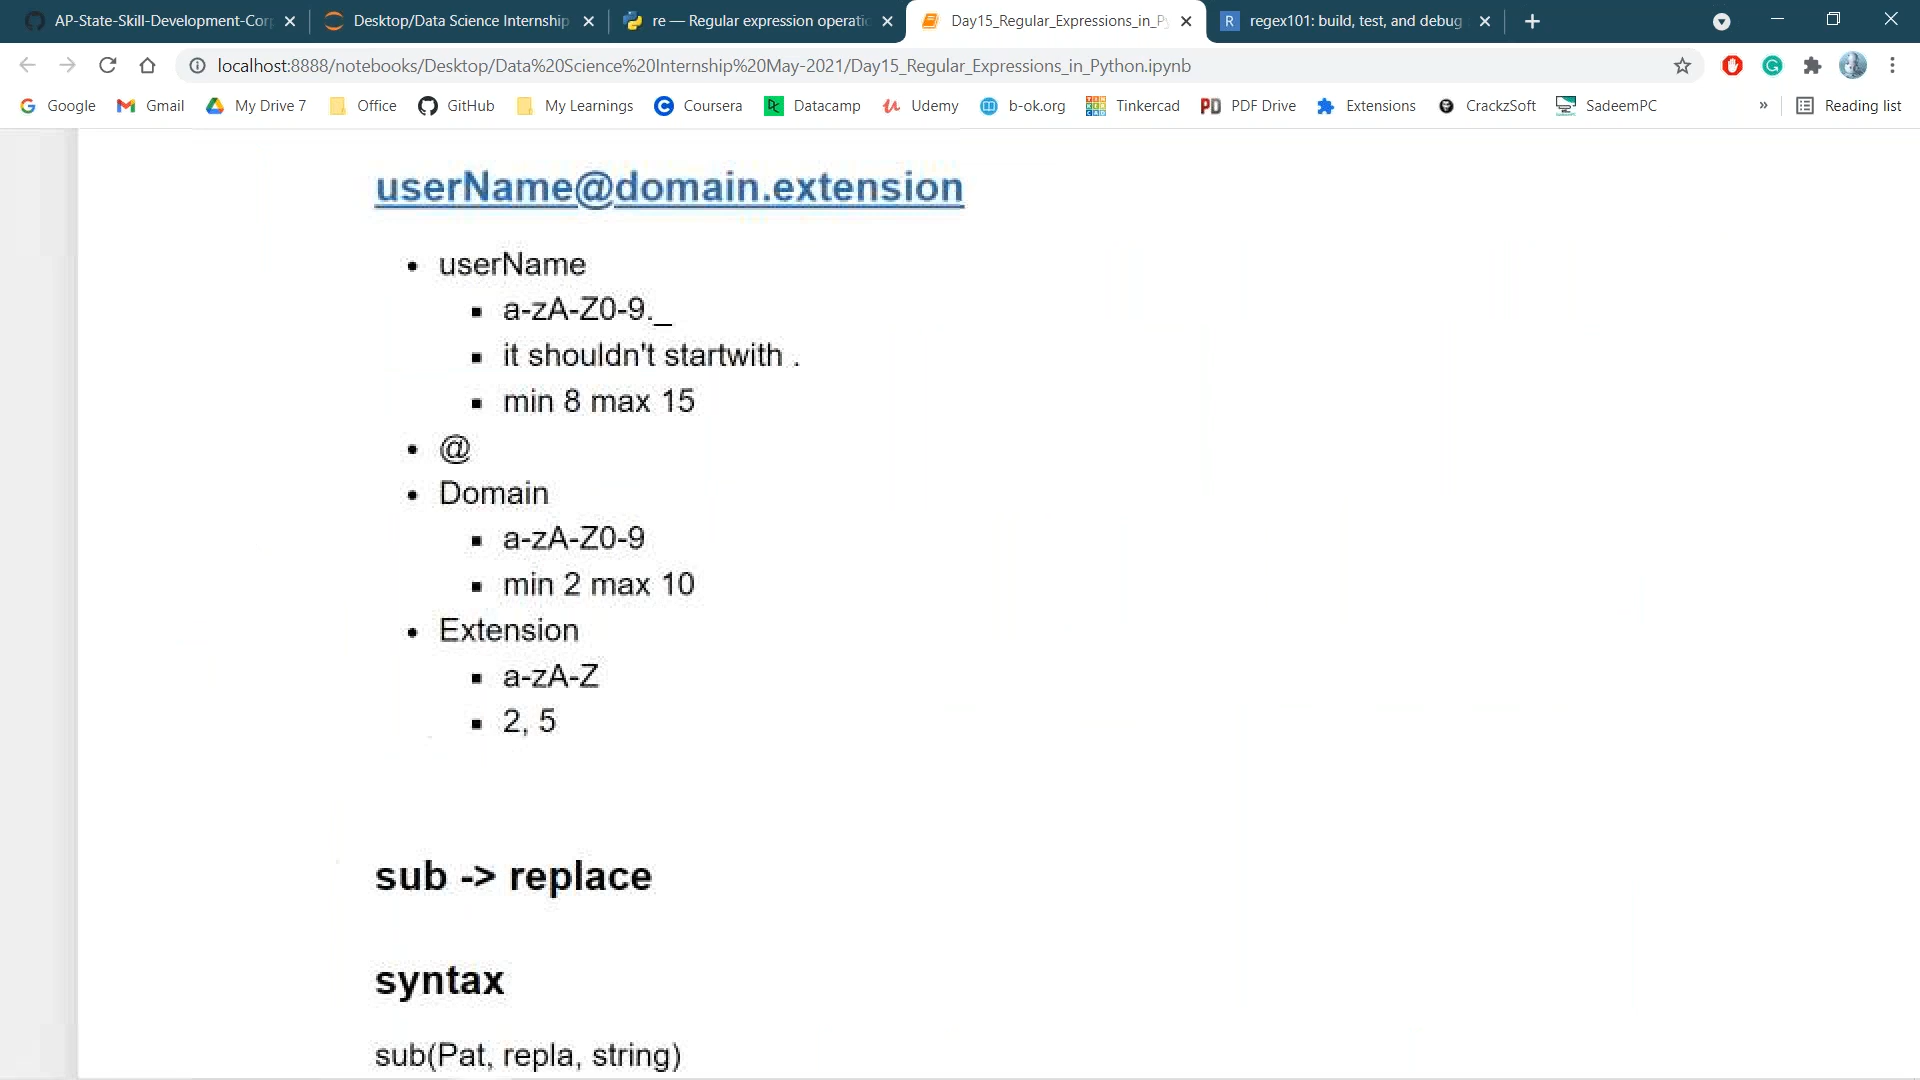 AP-State-Skill-Development-Corp
Desktop/Data Science Internship
re — Regular expression operatic
Day15_Regular_Expressions_in_Py
regex101: build, test, and debug
localhost:8888/notebooks/Desktop/Data%20Science%20Internship%20May-2021/Day15_Regular_Expressions_in_Python.ipynb
Google
Gmail
My Drive 7
Office
GitHub
My Learnings
Coursera
Datacamp
Udemy
b-ok.org
Tinkercad
PDF Drive
Extensions
CrackzSoft
SadeemPC
»
Reading list
userName@domain.extension
• userName
▪ a-zA-Z0-9._
▪ it shouldn't startwith .
▪ min 8 max 15
• @
• Domain
▪ a-zA-Z0-9
▪ min 2 max 10
• Extension
▪ a-zA-Z
▪ 2, 5
sub -> replace
syntax
sub(Pat, repla, string)